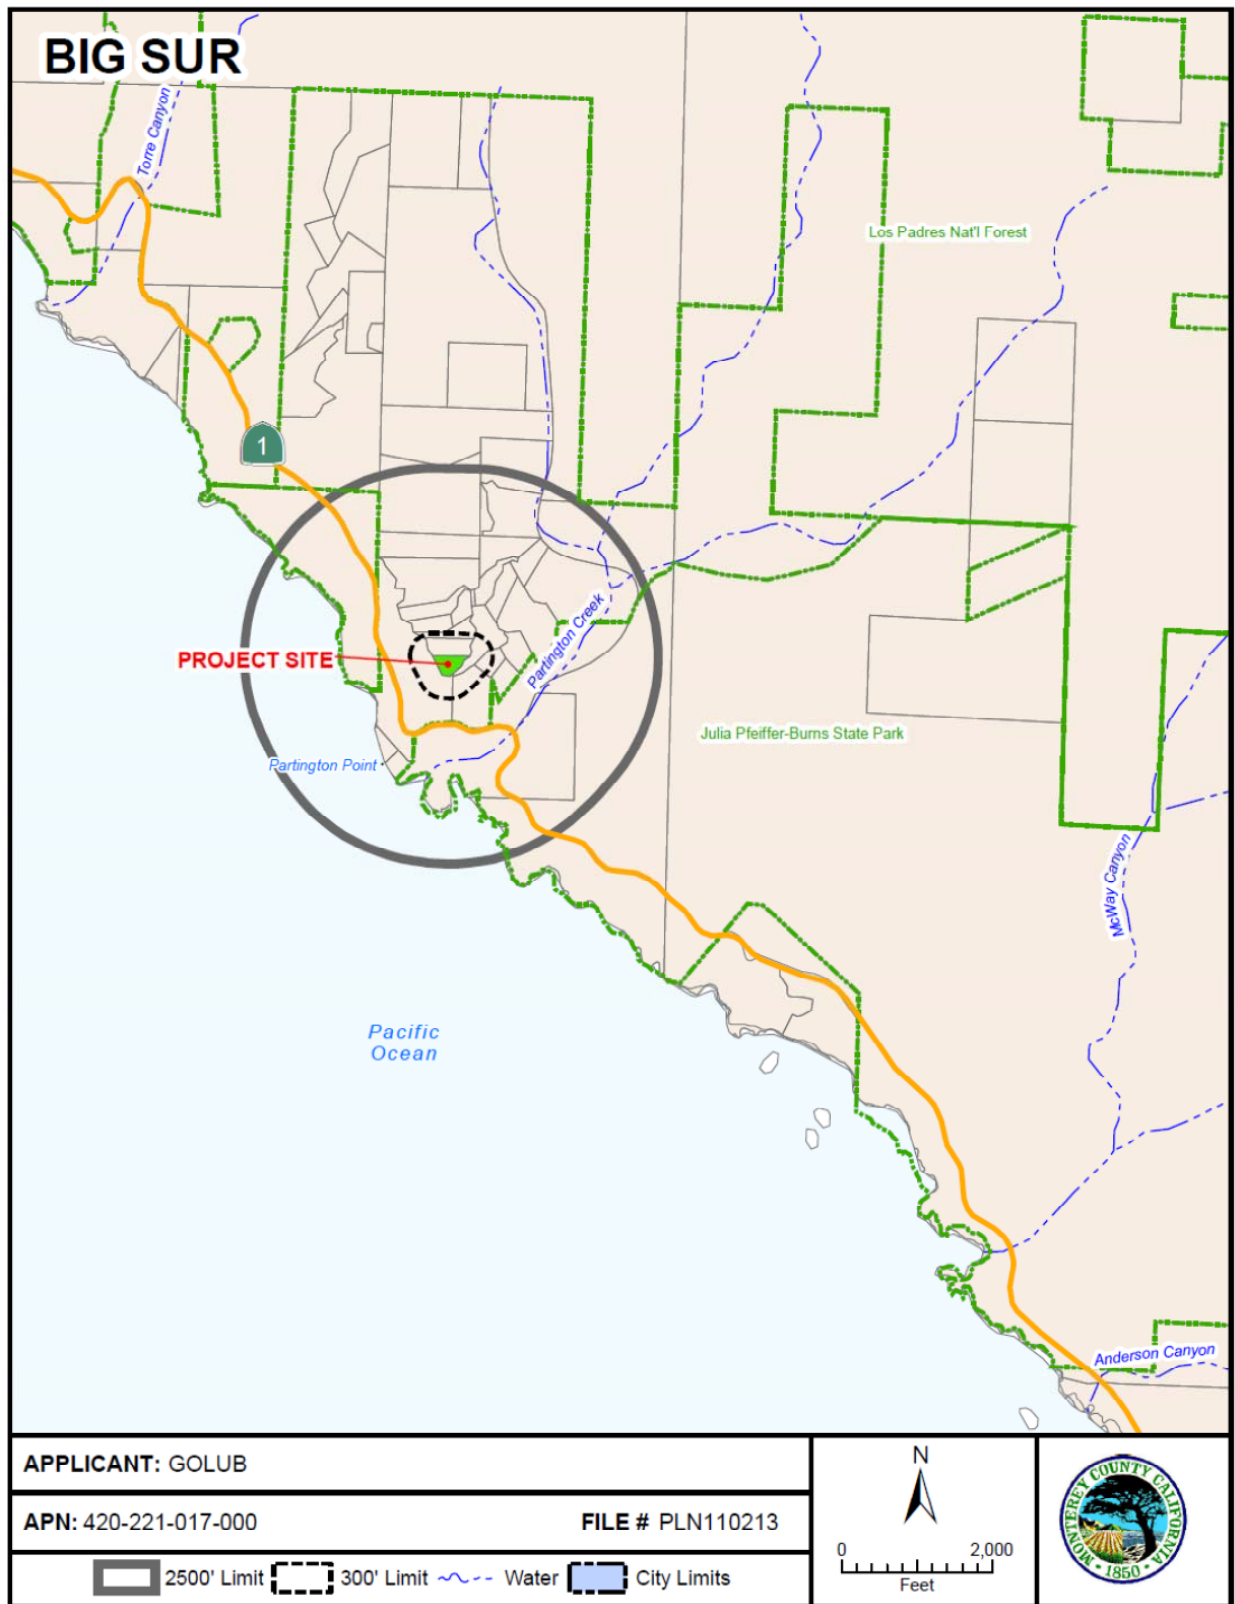 BIG SUR
Torre Canyon
Los Padres Nat'l Forest
1
Partington Creek
PROJECT SITE
Julia Pfeiffer-Burns State Park
Partington Point
McWay Canyon
Pacific
Ocean
Anderson Canyon
APPLICANT: GOLUB
APN: 420-221-017-000
FILE # PLN110213
2500' Limit
300' Limit
Water
City Limits
N
0
2,000
Feet
MONTEREY COUNTY CALIFORNIA
1850